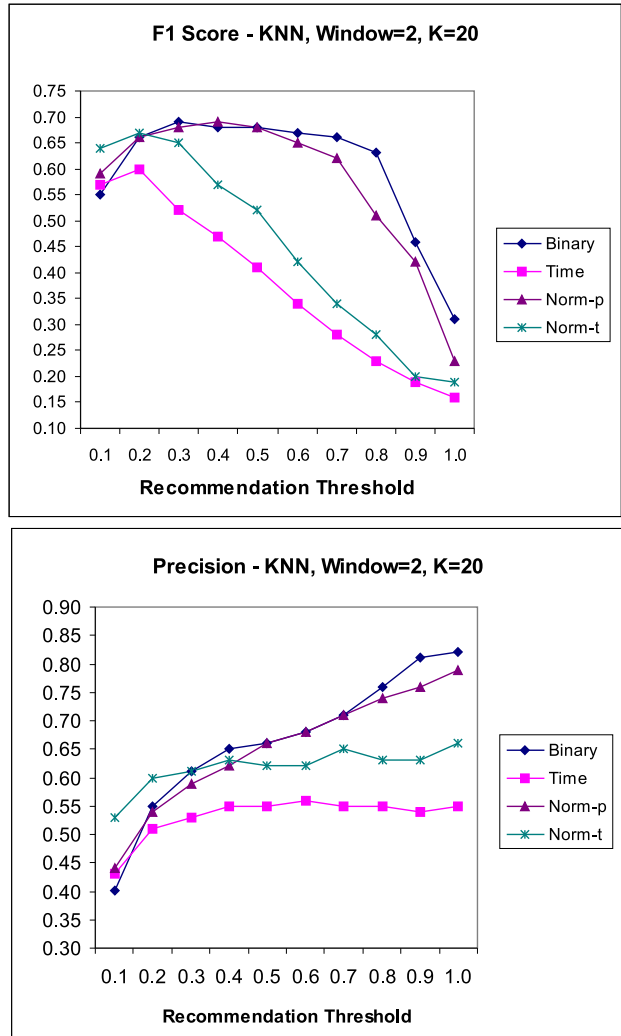 F1 Score - KNN, Window=2, K=20
0.75
0.70
0.65
0.60
0.55
0.50
0.45
0.40
0.35
0.30
0.25
0.20
0.15
0.10
0.1 0.2 0.3 0.4 0.5 0.6 0.7 0.8 0.9 1.0
Recommendation Threshold
Binary
Time
Norm-p
Norm-t
Precision - KNN, Window=2, K=20
0.90
0.85
0.80
0.75
0.70
0.65
0.60
0.55
0.50
0.45
0.40
0.35
0.30
0.1 0.2 0.3 0.4 0.5 0.6 0.7 0.8 0.9 1.0
Recommendation Threshold
Binary
Time
Norm-p
Norm-t